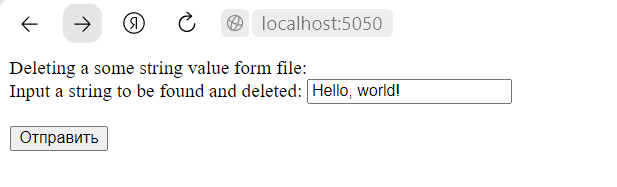 Я localhost:5050
Deleting a some string value form file:
Input a string to be found and deleted: Hello, world!
Отправить